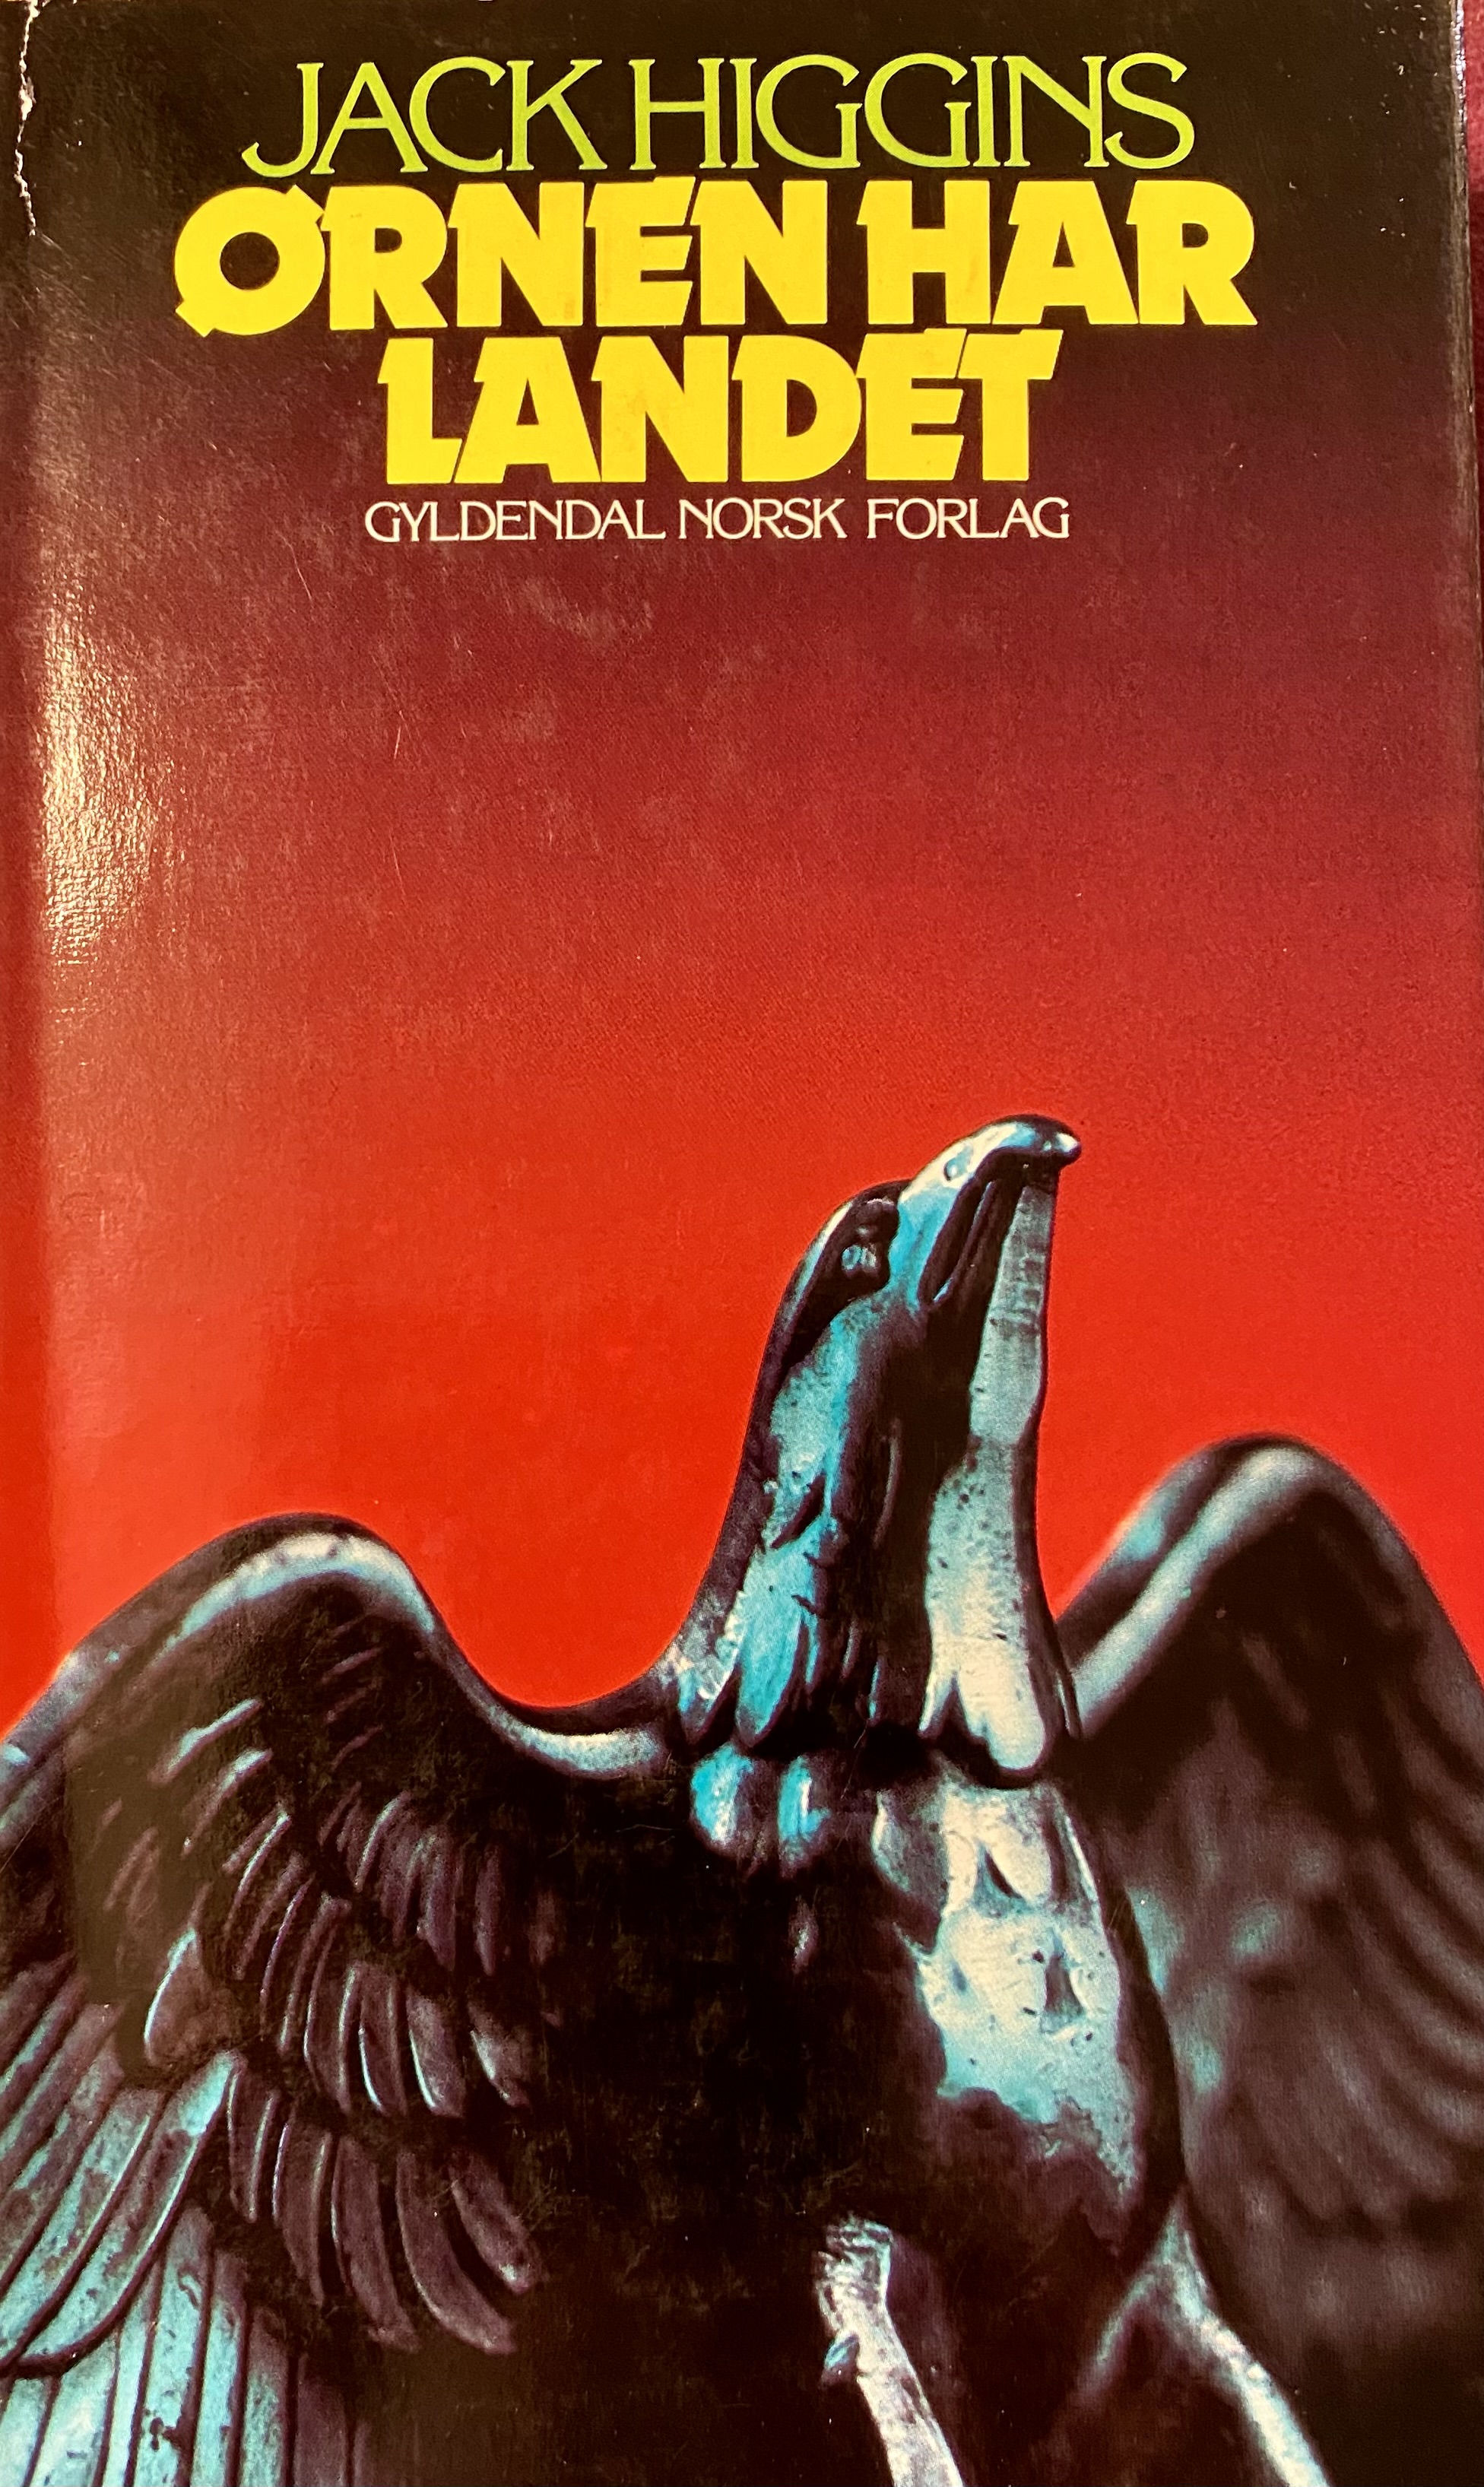 JACK HIGGINS
ØRNEN HAR
LANDET
GYLDENDAL NORSK FORLAG